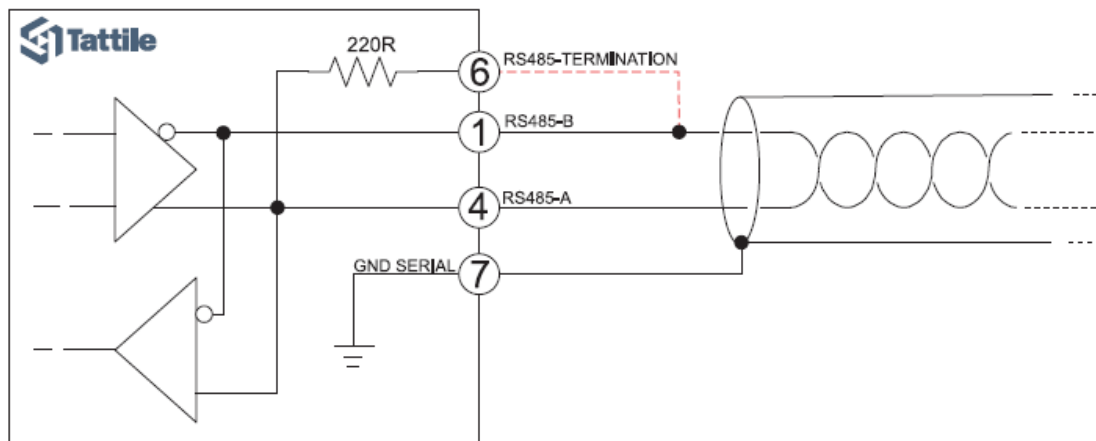 Tattile
220R
6
RS485-TERMINATION
1
RS485-B
4
RS485-A
GND SERIAL
7